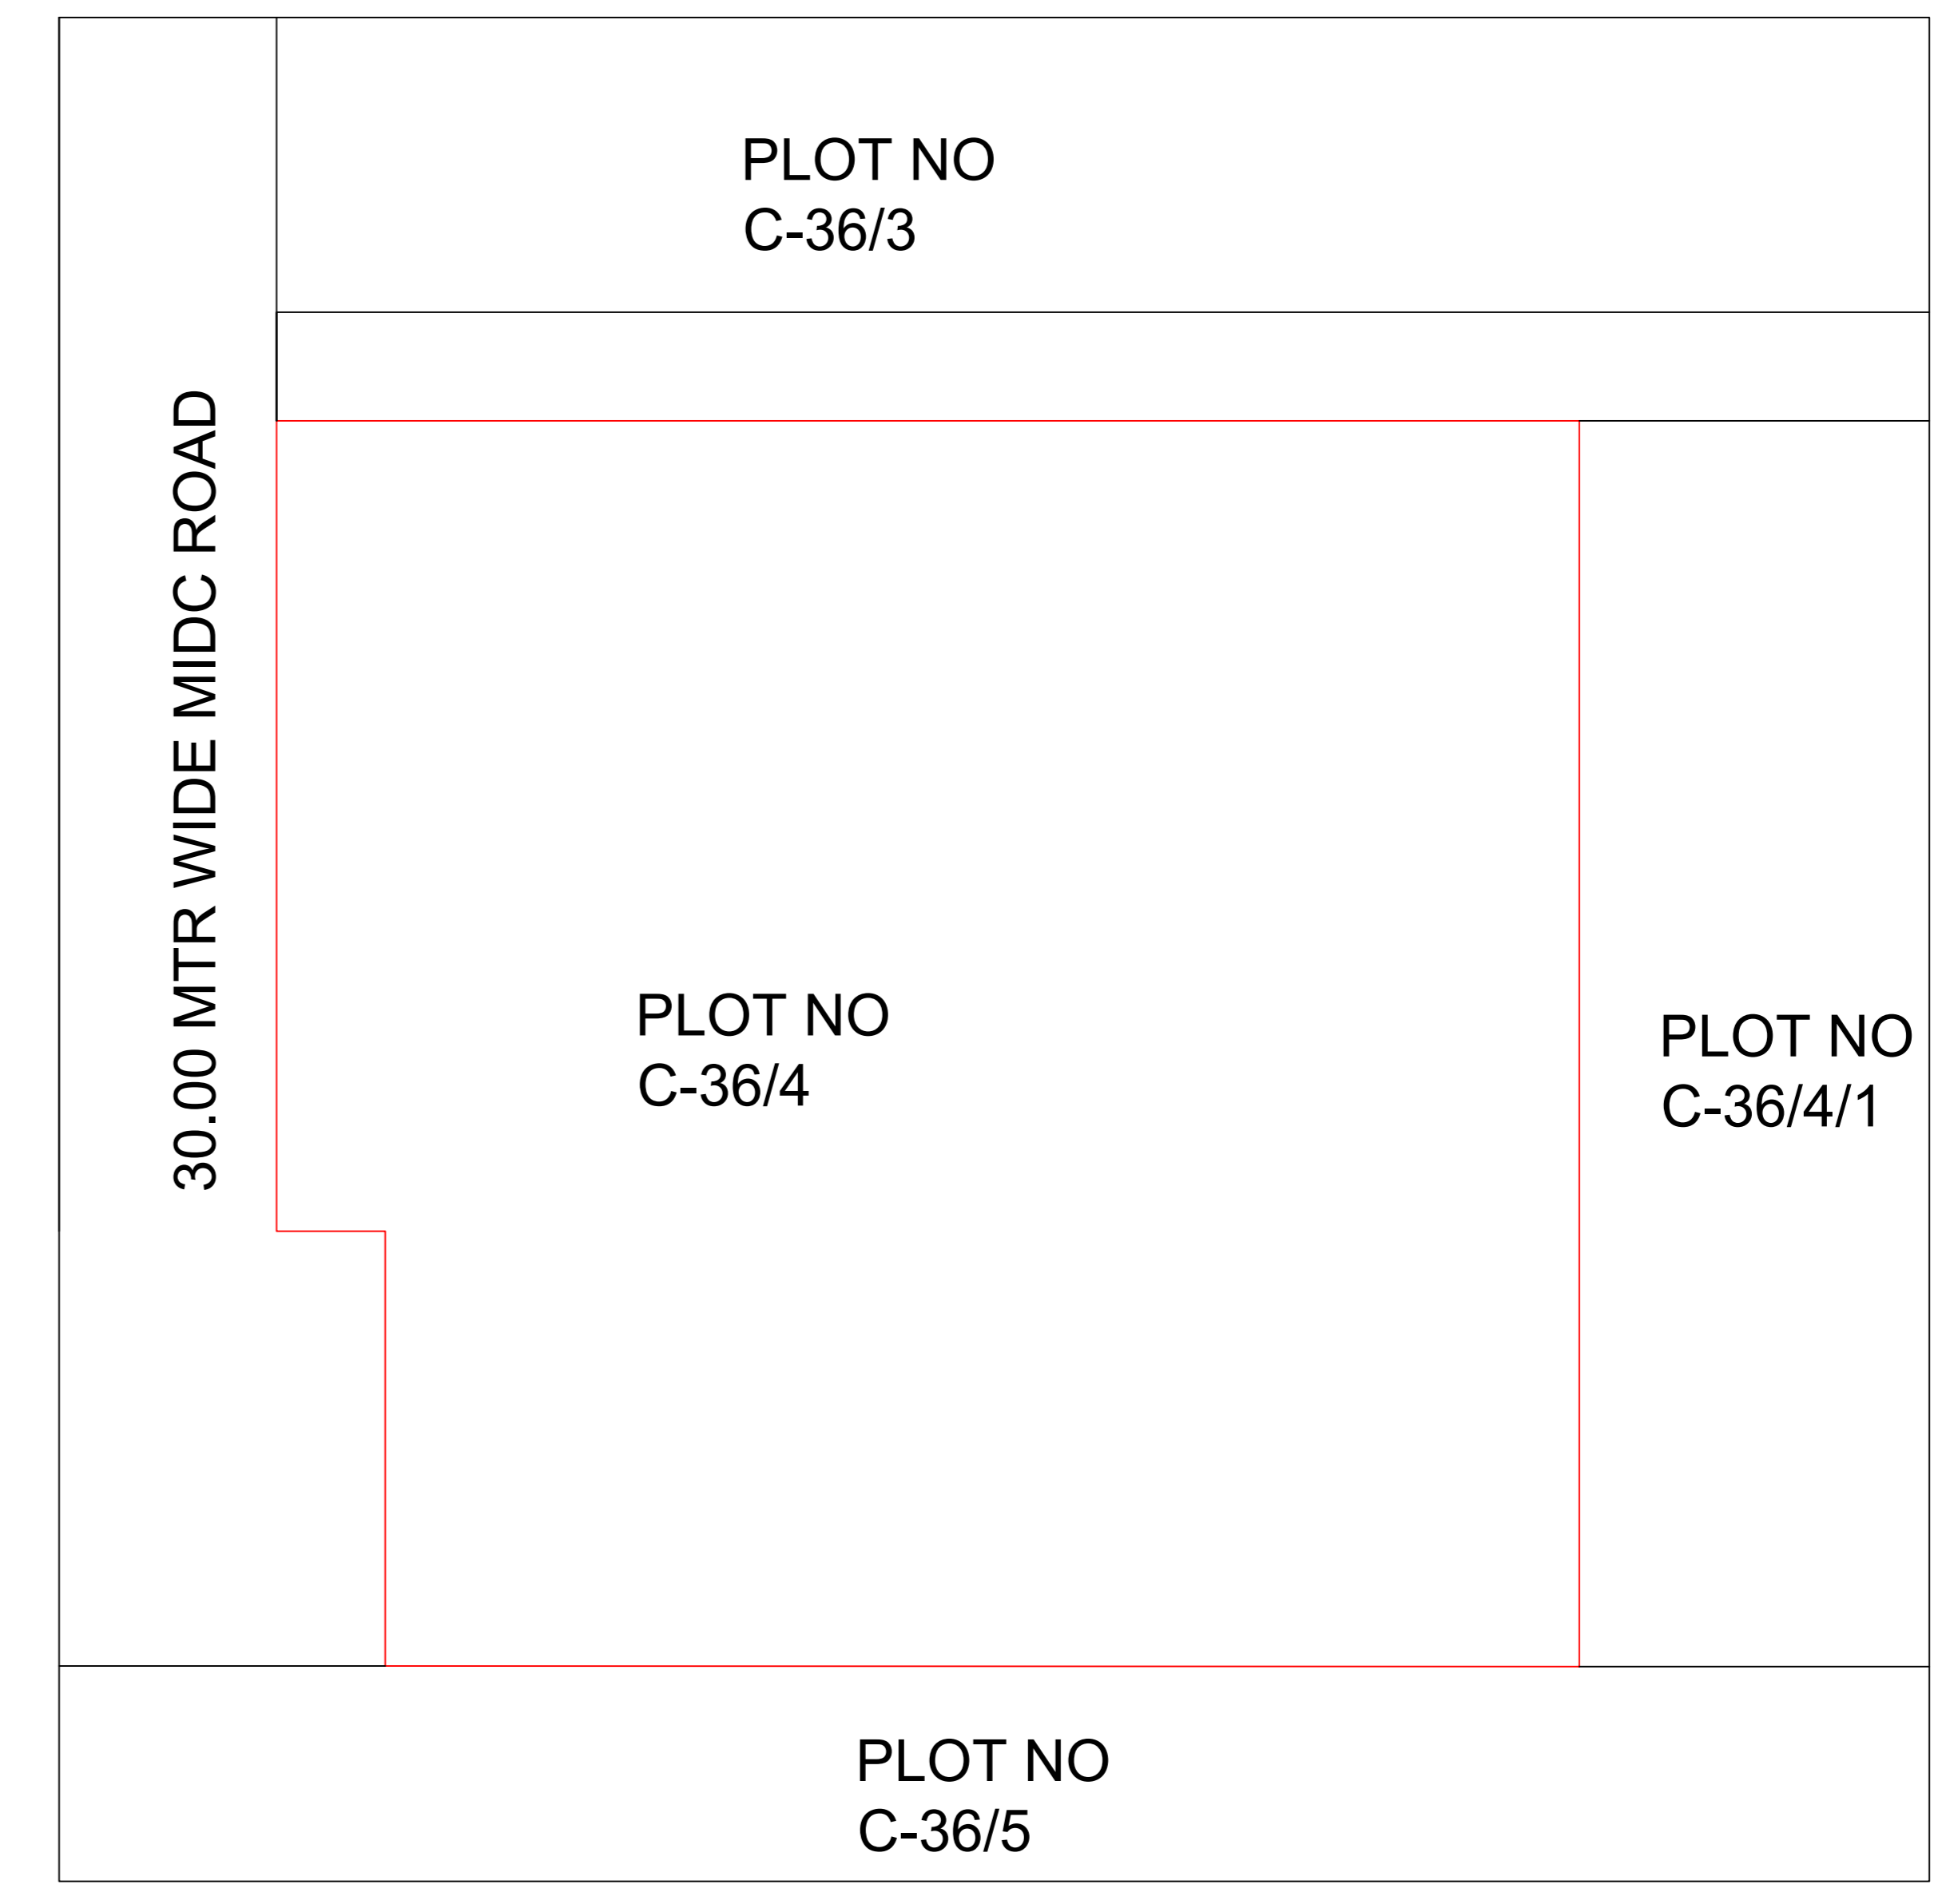 PLOT NO
C-36/3
30.00 MTR WIDE MIDC ROAD
PLOT NO
C-36/4
PLOT NO
C-36/4/1
PLOT NO
C-36/5